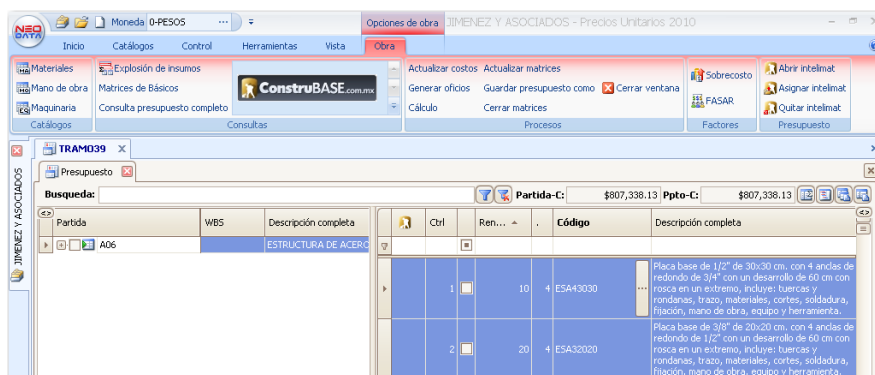 NEO DATA
Moneda 0-PESOS ...
Opciones de obra JIMENEZ Y ASOCIADOS - Precios Unitarios 2010
Inicio Catálogos Control Herramientas Vista Obra
Materiales Explosión de insumos Actualizar costos Actualizar matrices Sobrecosto Abrir intelimat
Mano de obra Matrices de Básicos ConstruBASE.com.mx Generar oficios Guardar presupuesto como Cerrar ventana Asignar intelimat
Maquinaria Consulta presupuesto completo Cálculo Cerrar matrices FASAR Quitar intelimat
Catálogos Consultas Procesos Factores Presupuesto
TRAMO39 X
JIMENEZ Y ASOCIADOS
Presupuesto
Busqueda: Partida-C: $807,338.13 Ppto-C: $807,338.13
Partida WBS Descripción completa Ctrl Ren... . Código Descripción completa
A06 ESTRUCTURA DE ACERO
1 10 4 ESA43030 ...
Placa base de 1/2" de 30x30 cm. con 4 anclas de
redondo de 3/4" con un desarrollo de 60 cm con
rosca en un extremo, incluye: tuercas y
rondanas, trazo, materiales, cortes, soldadura,
fijación, mano de obra, equipo y herramienta.
2 20 4 ESA32020
Placa base de 3/8" de 20x20 cm. con 4 anclas de
redondo de 1/2" con un desarrollo de 60 cm con
rosca en un extremo, incluye: tuercas y
rondanas, trazo, materiales, cortes, soldadura,
fijación, mano de obra, equipo y herramienta.